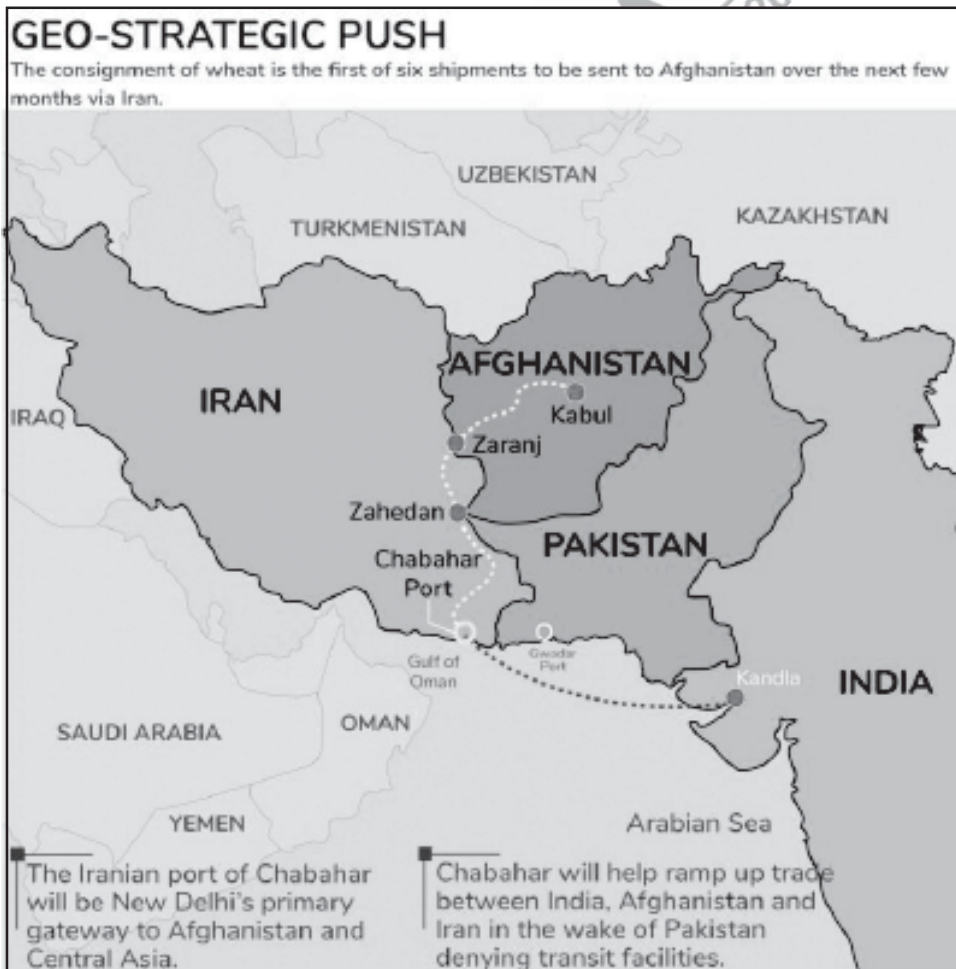 GEO-STRATEGIC PUSH
The consignment of wheat is the first of six shipments to be sent to Afghanistan over the next few
months via Iran.
UZBEKISTAN
KAZAKHSTAN
TURKMENISTAN
AFGHANISTAN
IRAN
Kabul
IRAQ
Zaranj
Zahedan
PAKISTAN
Chabahar
Port
Gulf of
Oman
Gwadar
Port
Kandla
INDIA
SAUDI ARABIA
OMAN
YEMEN
Arabian Sea
The Iranian port of Chabahar
will be New Delhi's primary
gateway to Afghanistan and
Central Asia.
Chabahar will help ramp up trade
between India, Afghanistan and
Iran in the wake of Pakistan
denying transit facilities.